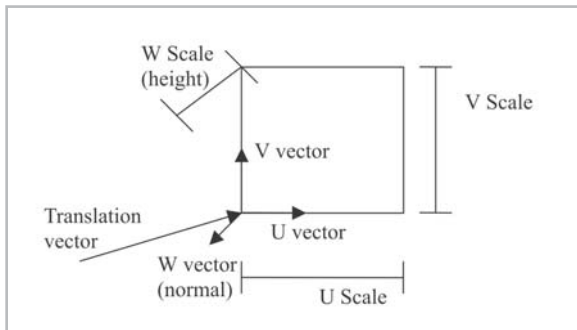 W Scale
(height)
V Scale
V vector
Translation
vector
U vector
W vector
(normal)
U Scale